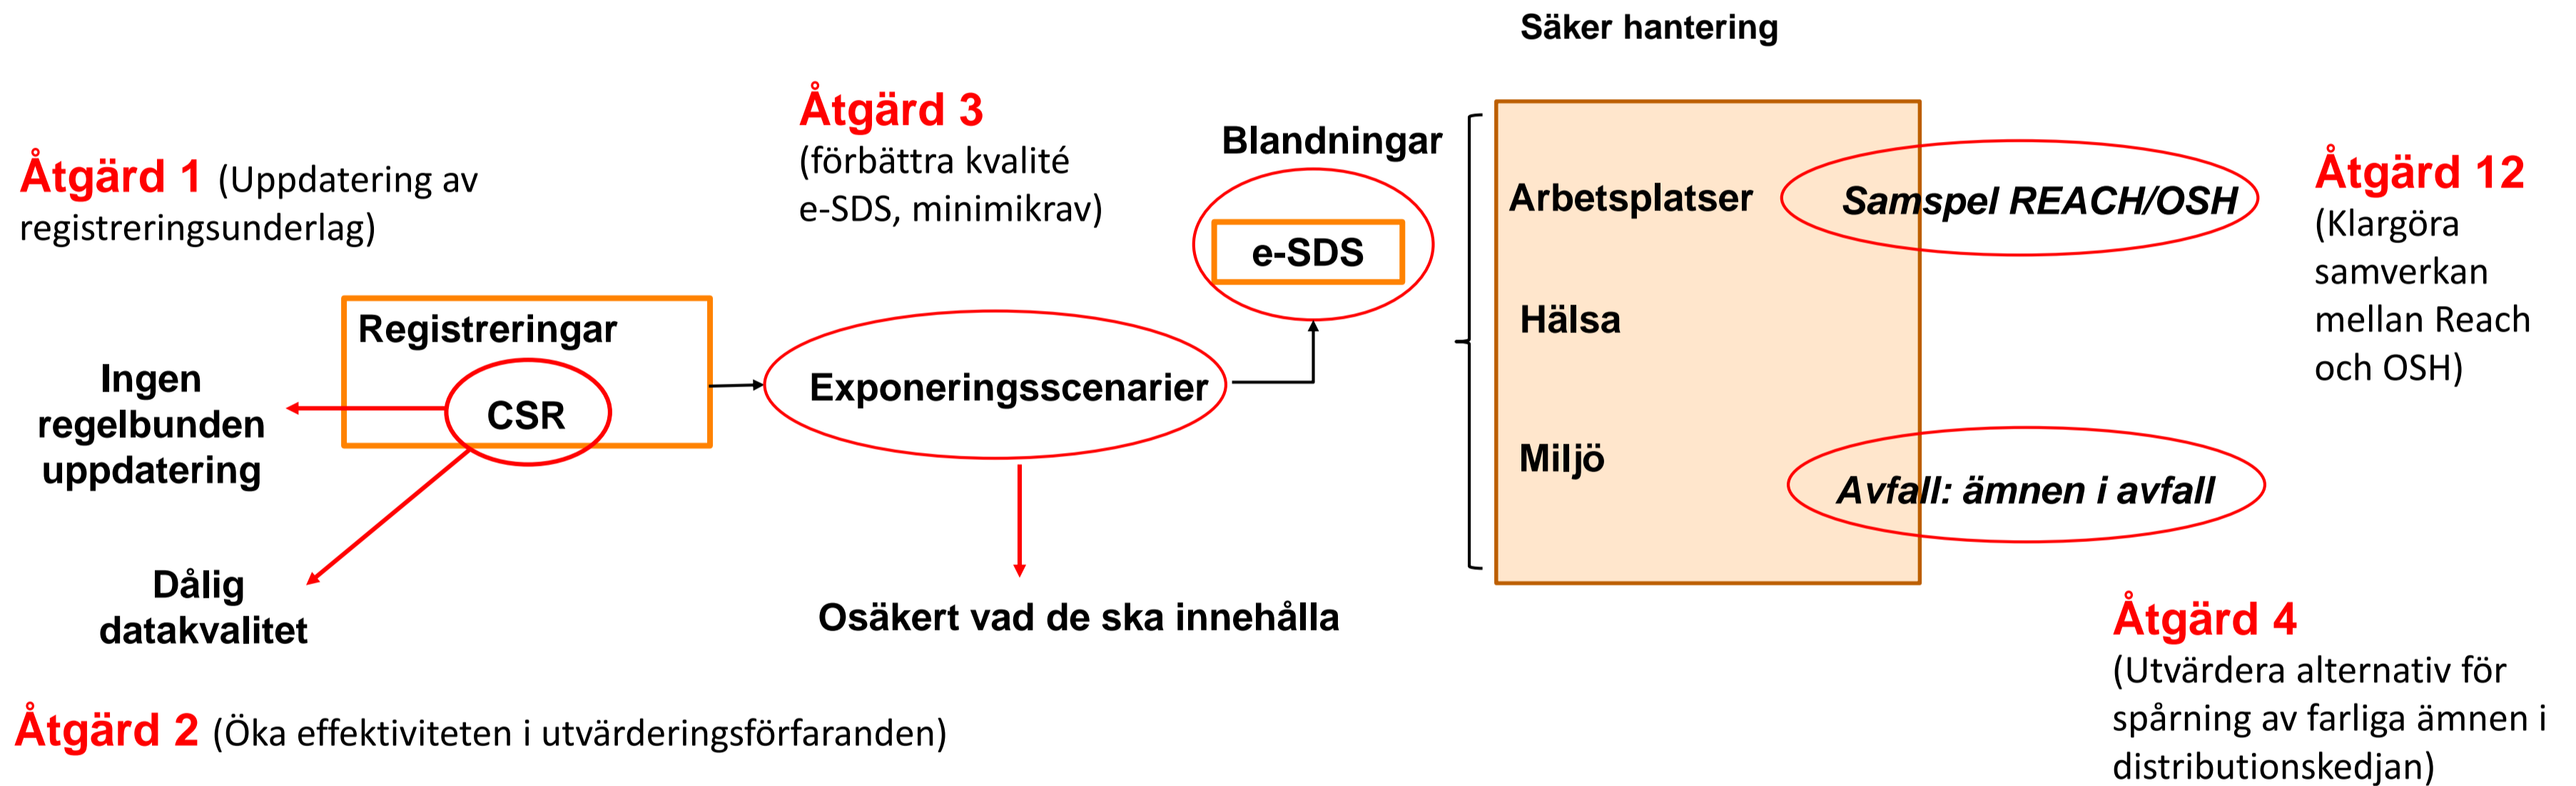 Säker hantering
Åtgärd 1 (Uppdatering av
registreringsunderlag)
Åtgärd 3
(förbättra kvalité
e-SDS, minimikrav)
Blandningar
e-SDS
Registreringar
CSR
Ingen
regelbunden
uppdatering
Dålig
datakvalitet
Exponeringsscenarier
Osäkert vad de ska innehålla
Åtgärd 2 (Öka effektiviteten i utvärderingsförfaranden)
Arbetsplatser
Samspel REACH/OSH
Hälsa
Miljö
Avfall: ämnen i avfall
Åtgärd 12
(Klargöra
samverkan
mellan Reach
och OSH)
Åtgärd 4
(Utvärdera alternativ för
spårning av farliga ämnen i
distributionskedjan)